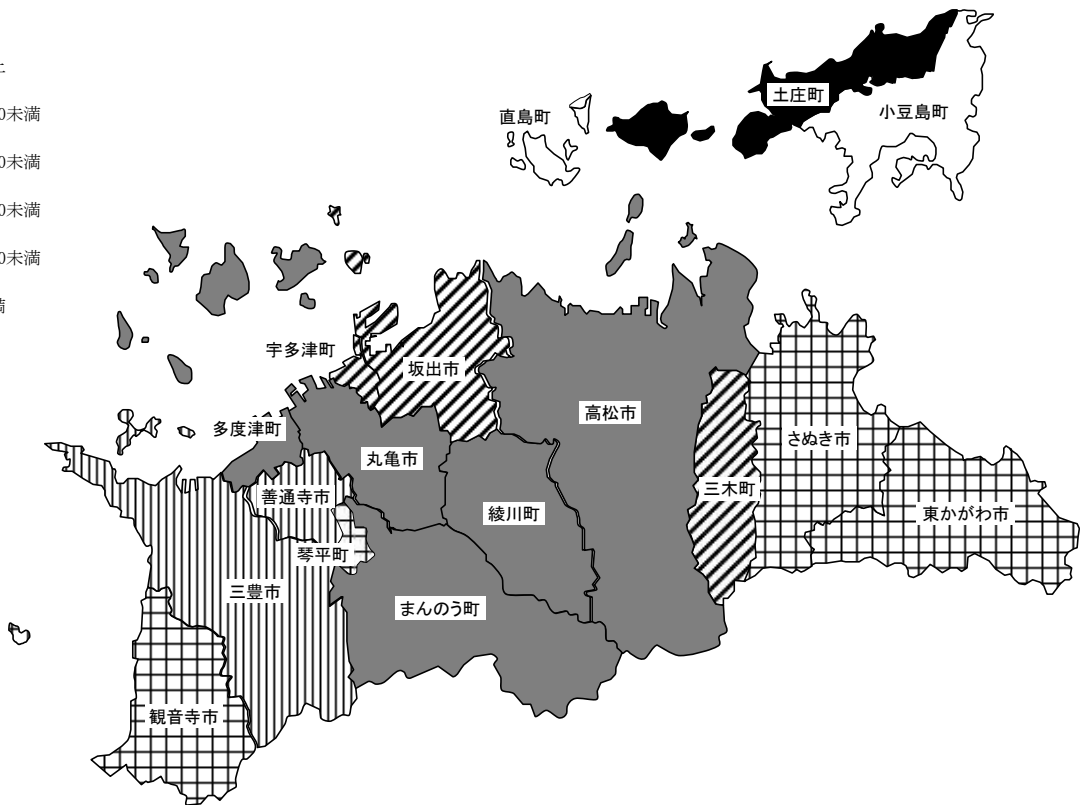 0未満
0未満
0未満
0未満
満
土庄町
直島町
小豆島町
宇多津町
坂出市
高松市
多度津町
さぬき市
丸亀市
善通寺市
三木町
綾川町
東かがわ市
琴平町
三豊市
まんのう町
観音寺市